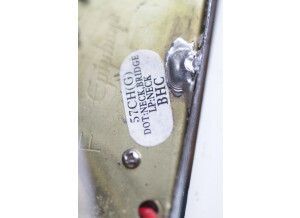 57CH(G)
DOT:NECK, BRIDGE
LP:NECK
BHC